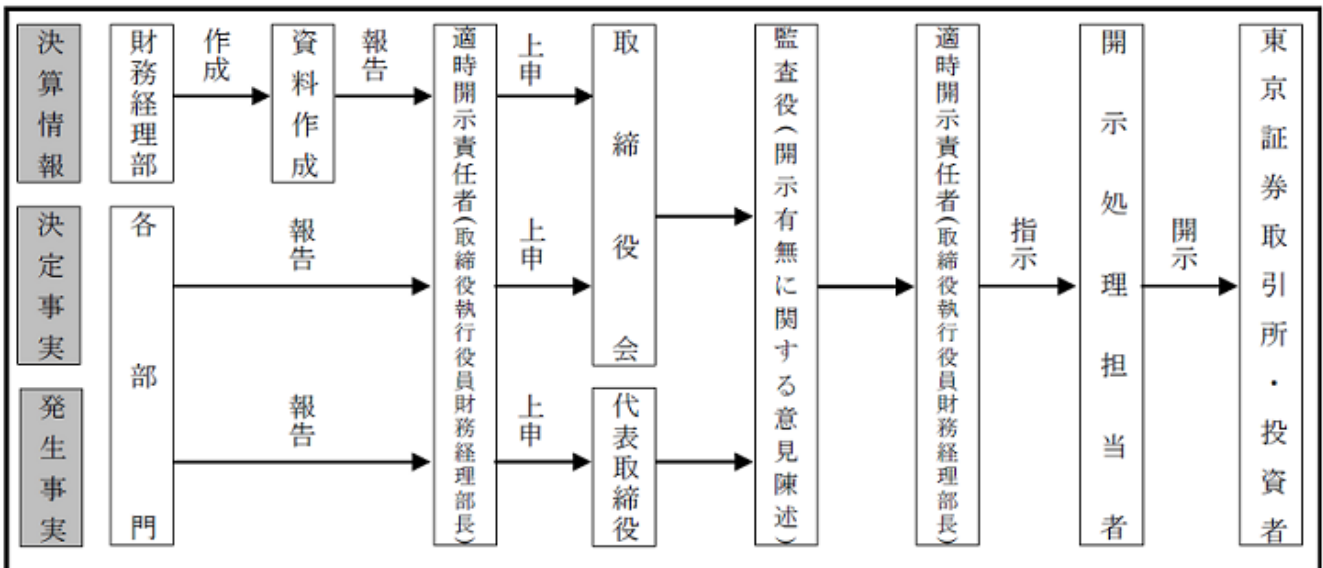 決算情報
財務経理部
作成
資料作成
報告
適時開示責任者(取締役執行役員財務経理部長)
上申
取締役会
監査役(開示有無に関する意見陳述)
適時開示責任者(取締役執行役員財務経理部長)
指示
開示処理担当者
開示
東京証券取引所・投資者
決定事実
各部門
報告
上申
発生事実
報告
上申
代表取締役